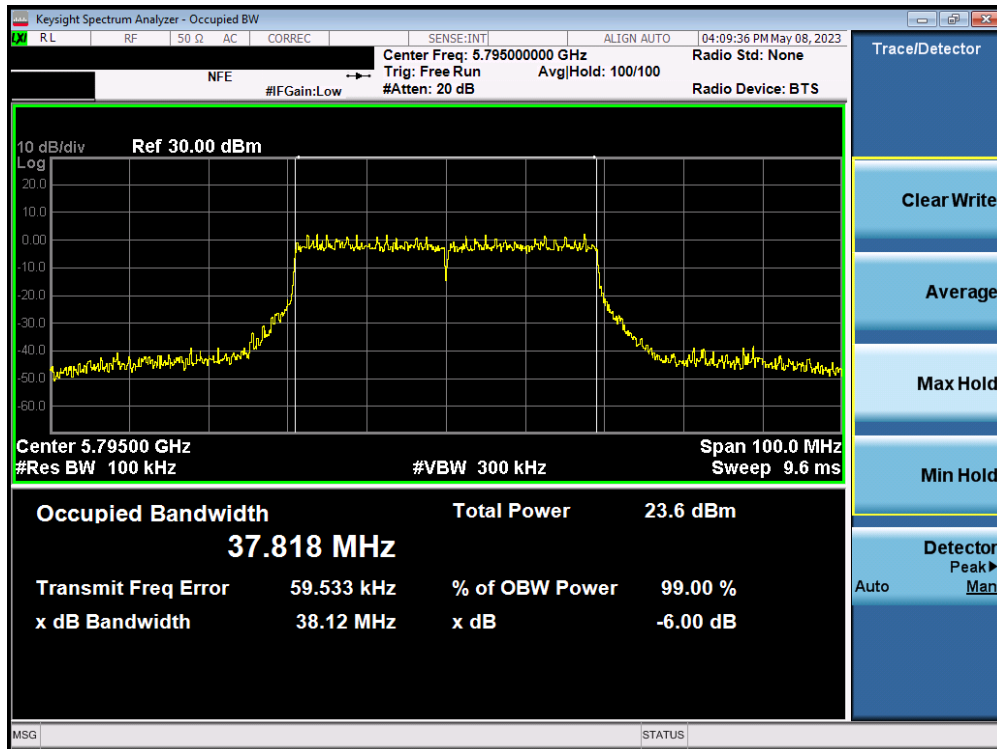 Keysight Spectrum Analyzer - Occupied BW
LXI RL RF 50 Ω AC CORREC SENSE:INT ALIGN AUTO 04:09:36 PM May 08, 2023
Center Freq: 5.795000000 GHz Radio Std: None
NFE Trig: Free Run Avg|Hold: 100/100
#IFGain:Low #Atten: 20 dB Radio Device: BTS
10 dB/div Ref 30.00 dBm
Log
20.0
10.0
0.00
-10.0
-20.0
-30.0
-40.0
-50.0
-60.0
Center 5.79500 GHz Span 100.0 MHz
#Res BW 100 kHz #VBW 300 kHz Sweep 9.6 ms
Occupied Bandwidth Total Power 23.6 dBm
37.818 MHz
Transmit Freq Error 59.533 kHz % of OBW Power 99.00 %
x dB Bandwidth 38.12 MHz x dB -6.00 dB
MSG STATUS
Trace/Detector
Clear Write
Average
Max Hold
Min Hold
Detector
Peak▶
Auto Man